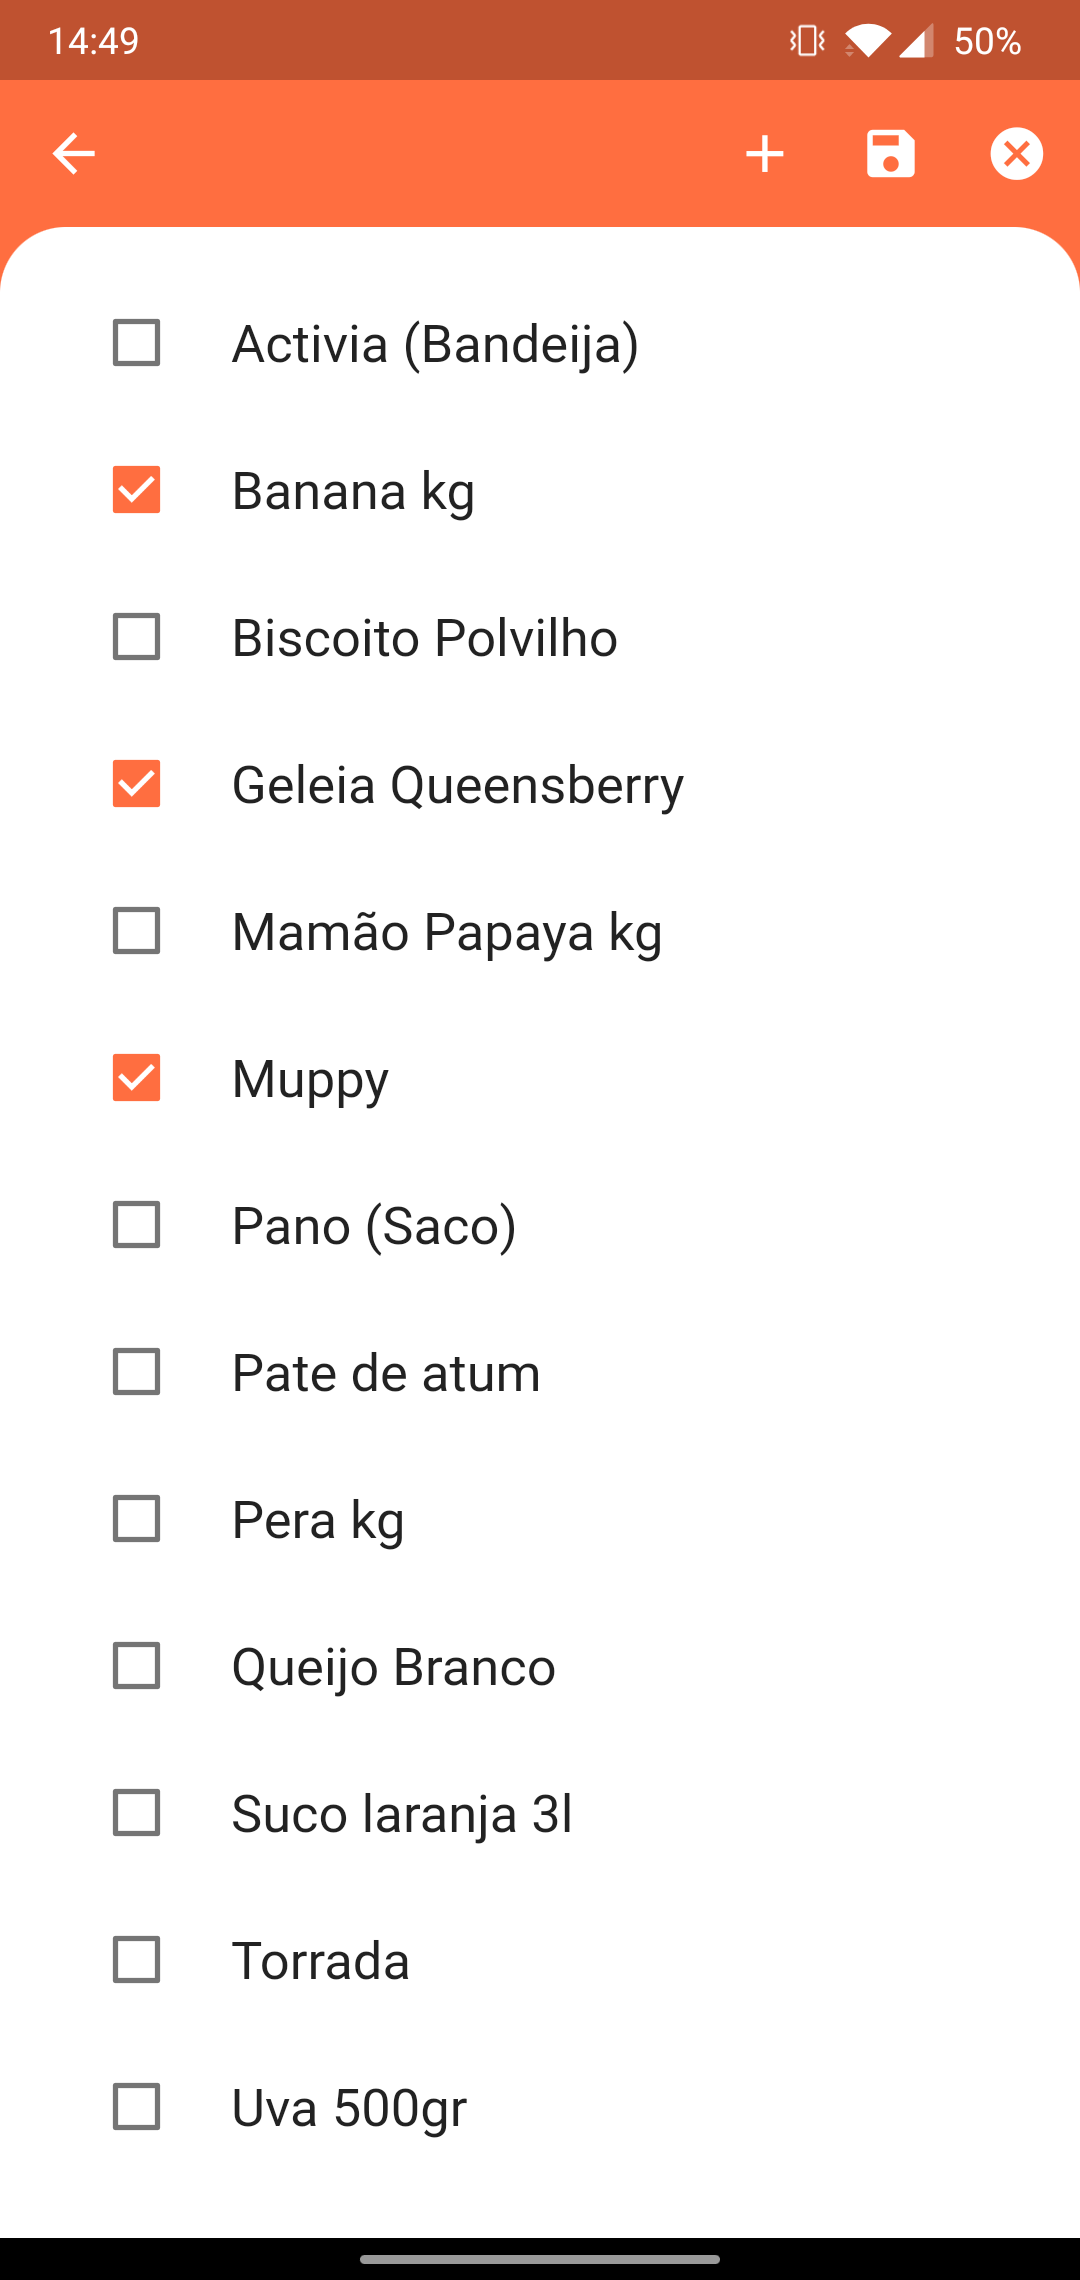 14:49 50%
Activia (Bandeija)
Banana kg
Biscoito Polvilho
Geleia Queensberry
Mamão Papaya kg
Muppy
Pano (Saco)
Pate de atum
Pera kg
Queijo Branco
Suco laranja 3l
Torrada
Uva 500gr